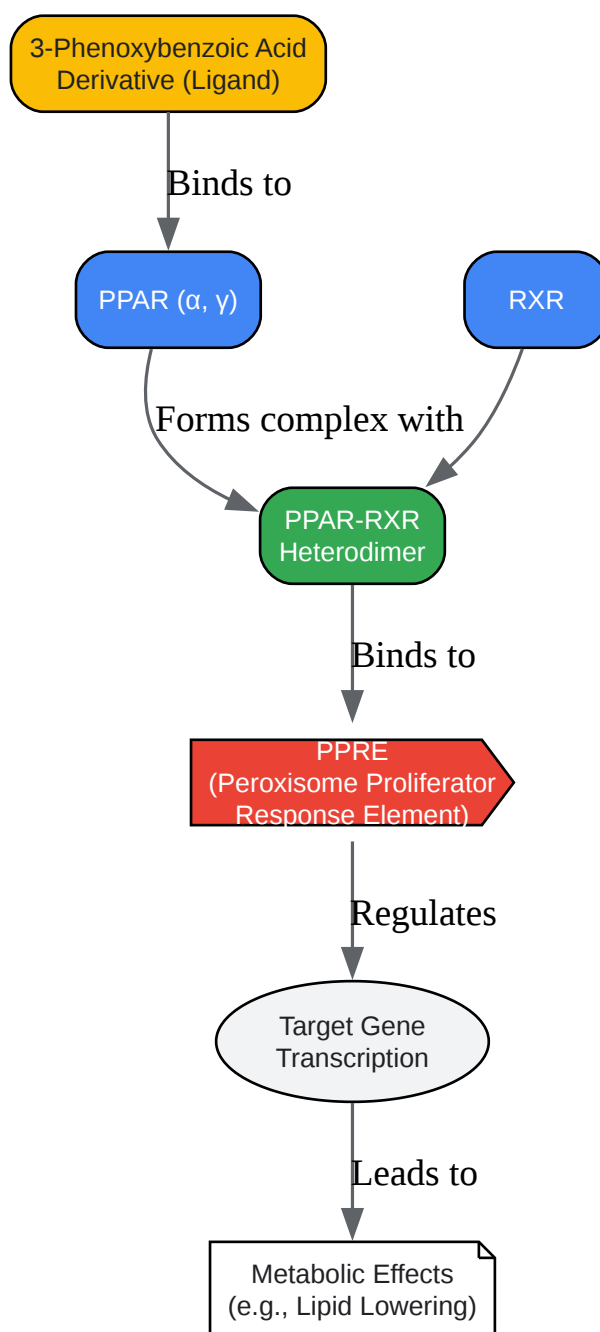 3-Phenoxybenzoic Acid
Derivative (Ligand)
Binds to
PPAR (α, γ)
RXR
Forms complex with
PPAR-RXR
Heterodimer
Binds to
PPRE
(Peroxisome Proliferator
Response Element)
Regulates
Target Gene
Transcription
Leads to
Metabolic Effects
(e.g., Lipid Lowering)